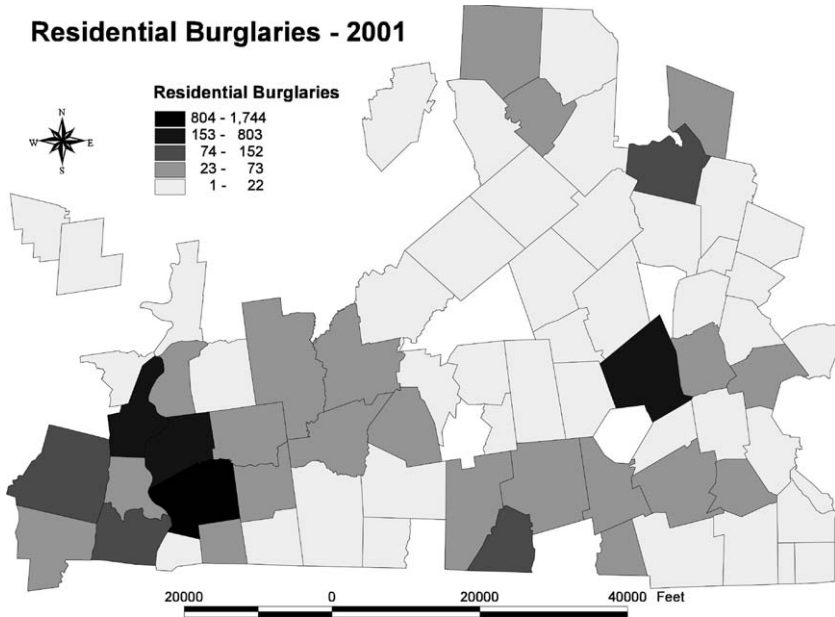 Residential Burglaries - 2001
N
W E
S
Residential Burglaries
804 - 1,744
153 - 803
74 - 152
23 - 73
1 - 22
20000 0 20000 40000 Feet